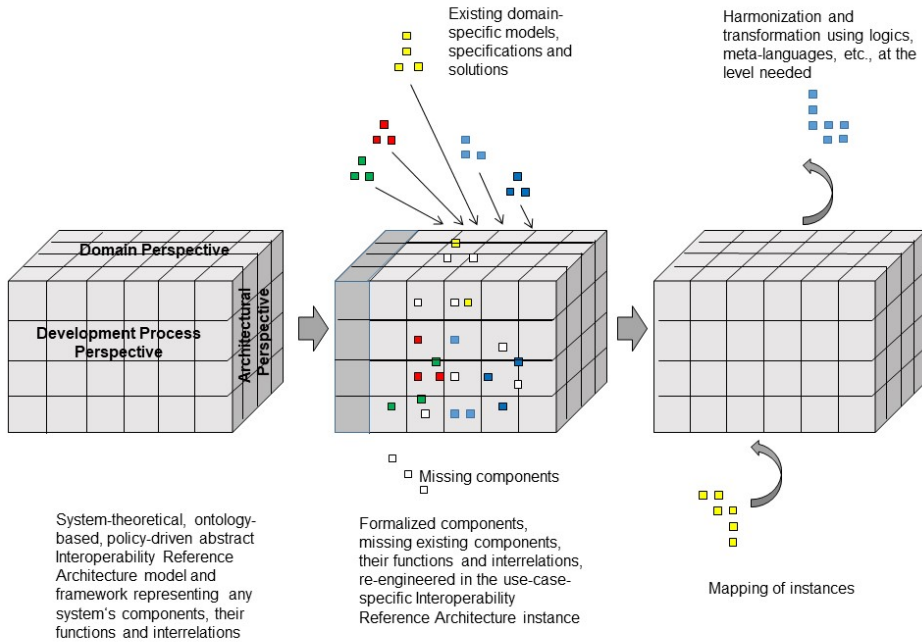 Existing domain-
specific models,
specifications and
solutions
Harmonization and
transformation using logics,
meta-languages, etc., at the
level needed
Domain Perspective
Development Process
Perspective
Architectural
Perspective
Missing components
System-theoretical, ontology-
based, policy-driven abstract
Interoperability Reference
Architecture model and
framework representing any
system's components, their
functions and interrelations
Formalized components,
missing existing components,
their functions and interrelations,
re-engineered in the use-case-
specific Interoperability
Reference Architecture instance
Mapping of instances